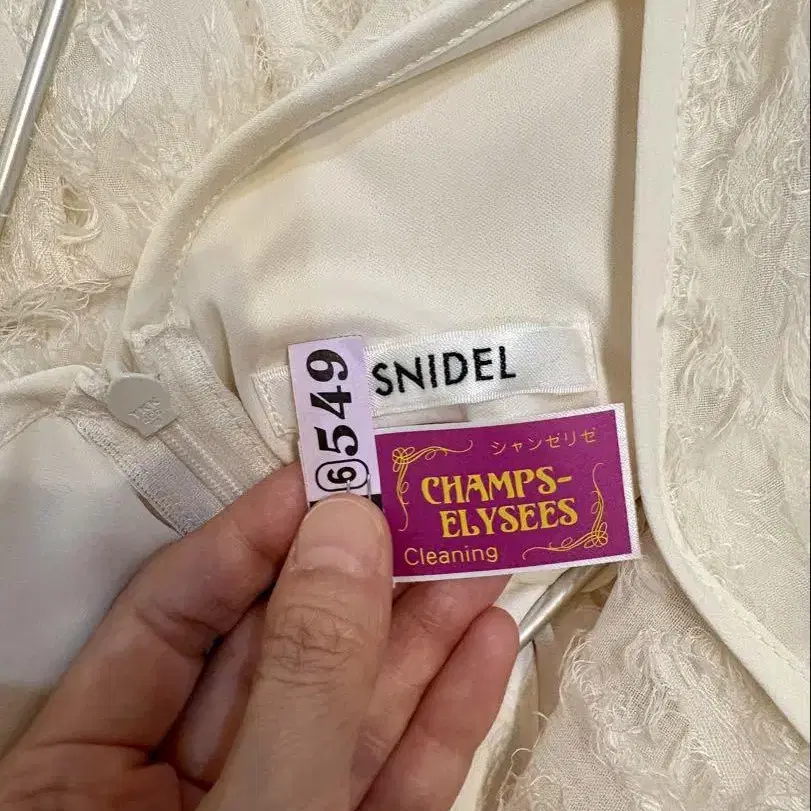 SNIDEL
6549
シャンゼリゼ
CHAMPS-
ELYSEES
Cleaning